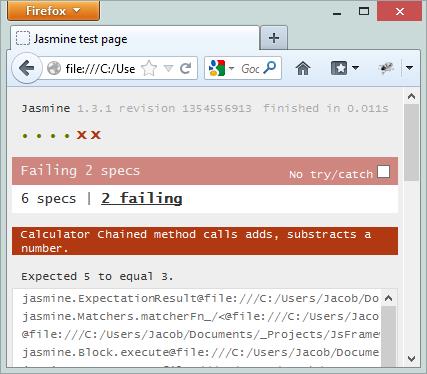 Firefox
Jasmine test page
file:///C:/Use
Goo
Jasmine 1.3.1 revision 1354556913 finished in 0.011s
• • • • x x
Failing 2 specs
No try/catch
6 specs | 2 failing
Calculator Chained method calls adds, substracts a
number.
Expected 5 to equal 3.
jasmine.ExpectationResult@file:///C:/Users/Jacob/Do
jasmine.Matchers.matcherFn_/<@file:///C:/Users/Jaco
@file:///C:/Users/Jacob/Documents/_Projects/JsFrame
jasmine.Block.execute@file:///C:/Users/Jacob/Docume